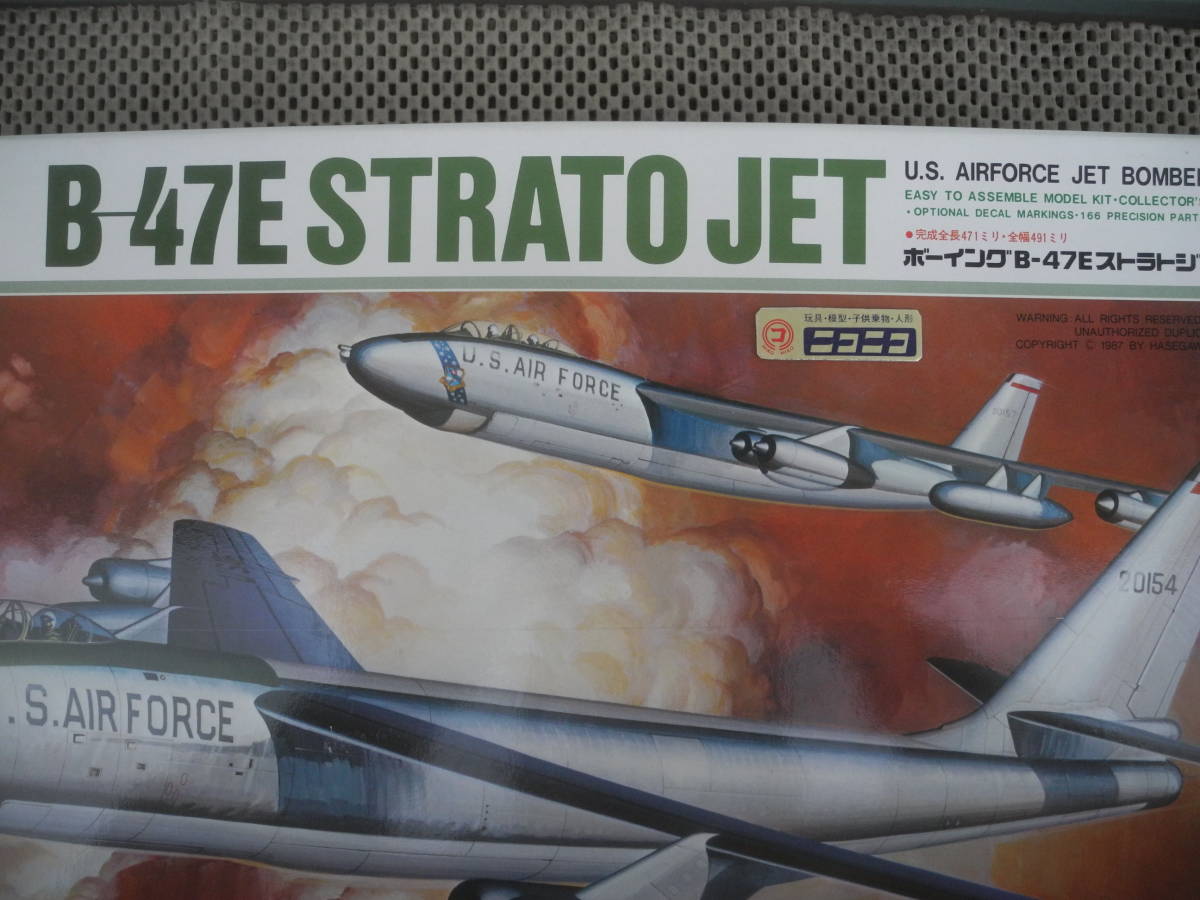 B-47E STRATO JET
U.S. AIRFORCE JET BOMBER
EASY TO ASSEMBLE MODEL KIT·COLLECTOR'S
·OPTIONAL DECAL MARKINGS·166 PRECISION PART
●完成全長471ミリ·全幅491ミリ
ボーイングB-47Eストラトジ
玩具·模型·子供乗物·人形
コ
ニコニコ
WARNING: ALL RIGHTS RESERVED
UNAUTHORIZED DUPLI
COPYRIGHT © 1987 BY HASEGAW
U.S. AIR FORCE
20157
20154
.S. AIR FORCE